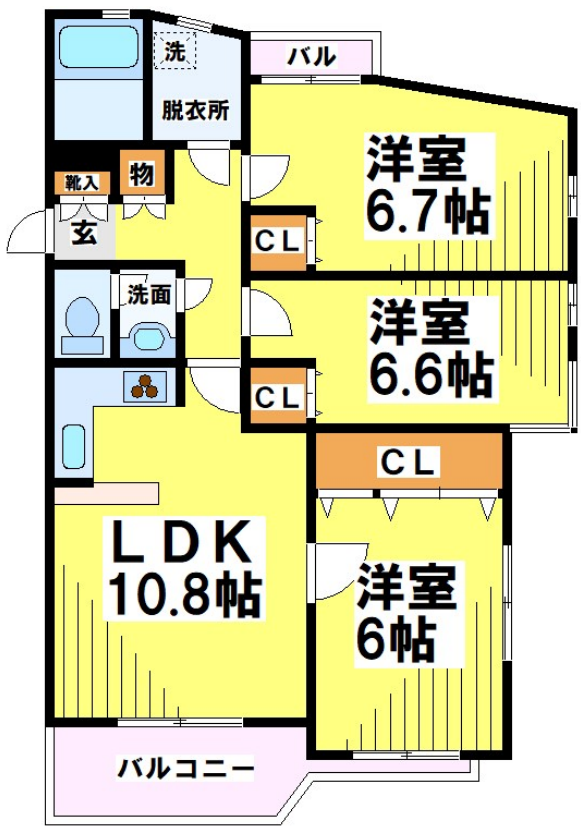 洗
脱衣所
バル
洋室
6.7帖
靴入
物
玄
CL
洗面
洋室
6.6帖
CL
CL
LDK
10.8帖
洋室
6帖
バルコニー